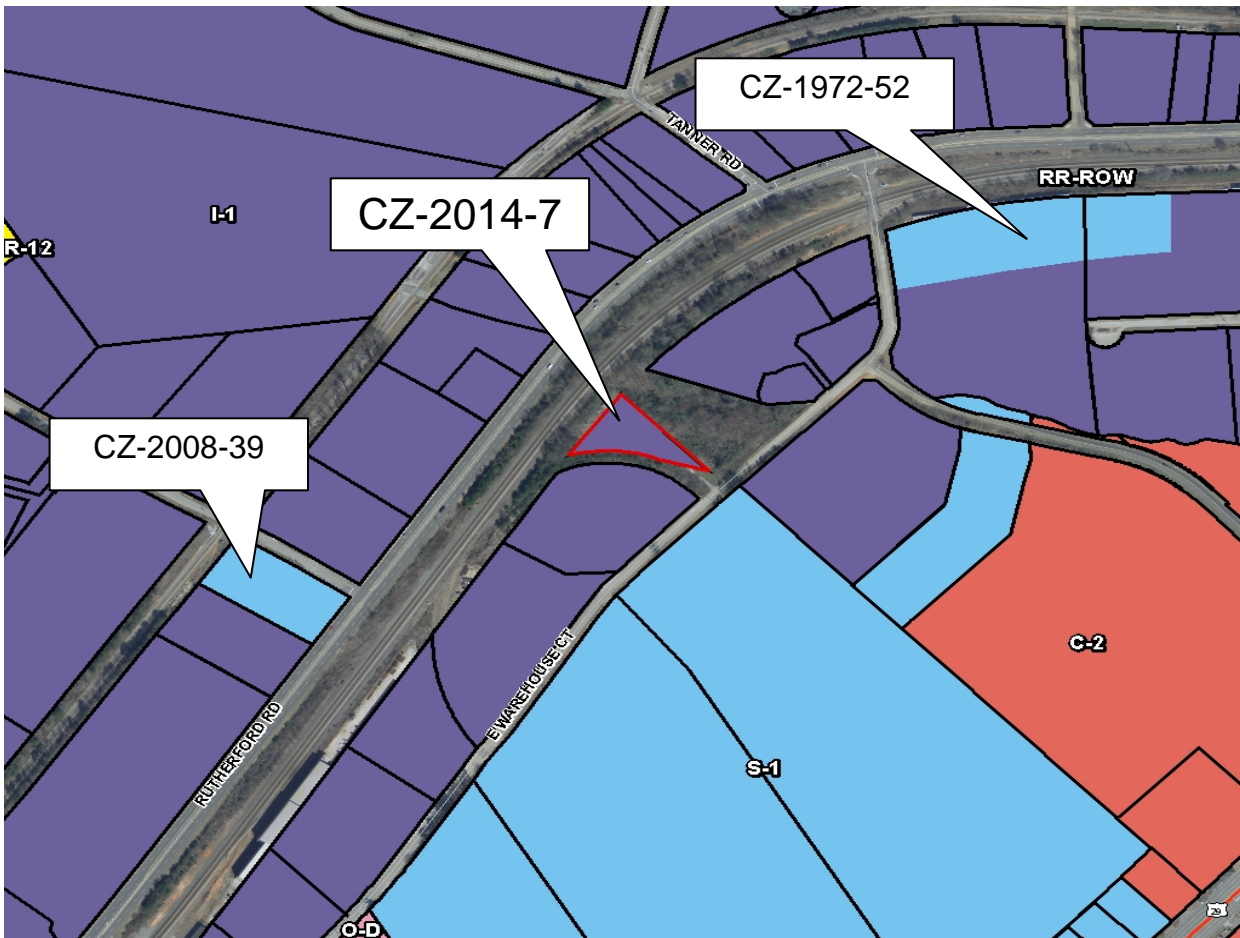 CZ-1972-52
TANNER RD
RR-ROW
CZ-2014-7
I-1
R-12
CZ-2008-39
C-2
E WAREHOUSE CT
RUTHERFORD RD
S-1
29
O-D